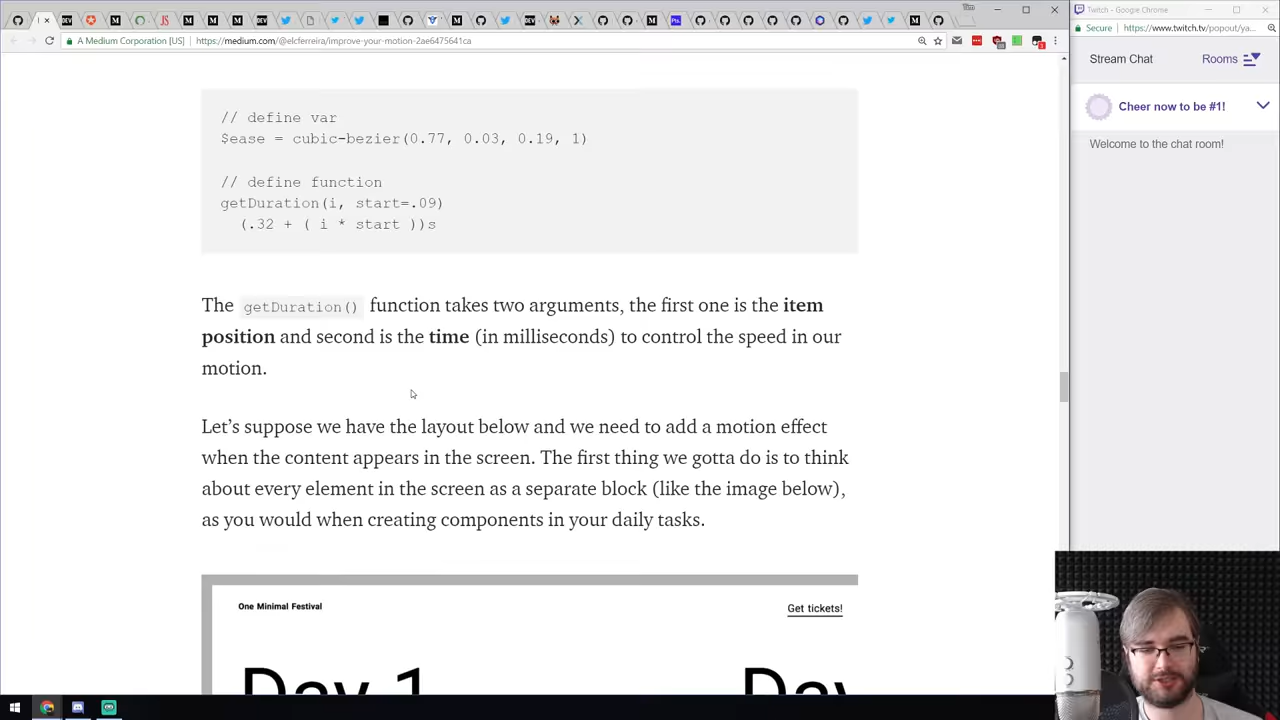 Tim
Twitch - Google Chrome
A Medium Corporation [US]
https://medium.com/@elcferreira/improve-your-motion-2ae6475641ca
Secure
https://www.twitch.tv/popout/ya...
Stream Chat
Rooms
Cheer now to be #1!
Welcome to the chat room!
// define var
$ease = cubic-bezier(0.77, 0.03, 0.19, 1)
// define function
getDuration(i, start=.09)
(.32 + ( i * start ))s
The getDuration() function takes two arguments, the first one is the item
position and second is the time (in milliseconds) to control the speed in our
motion.
Let’s suppose we have the layout below and we need to add a motion effect
when the content appears in the screen. The first thing we gotta do is to think
about every element in the screen as a separate block (like the image below),
as you would when creating components in your daily tasks.
One Minimal Festival
Get tickets!
Day 1
Day